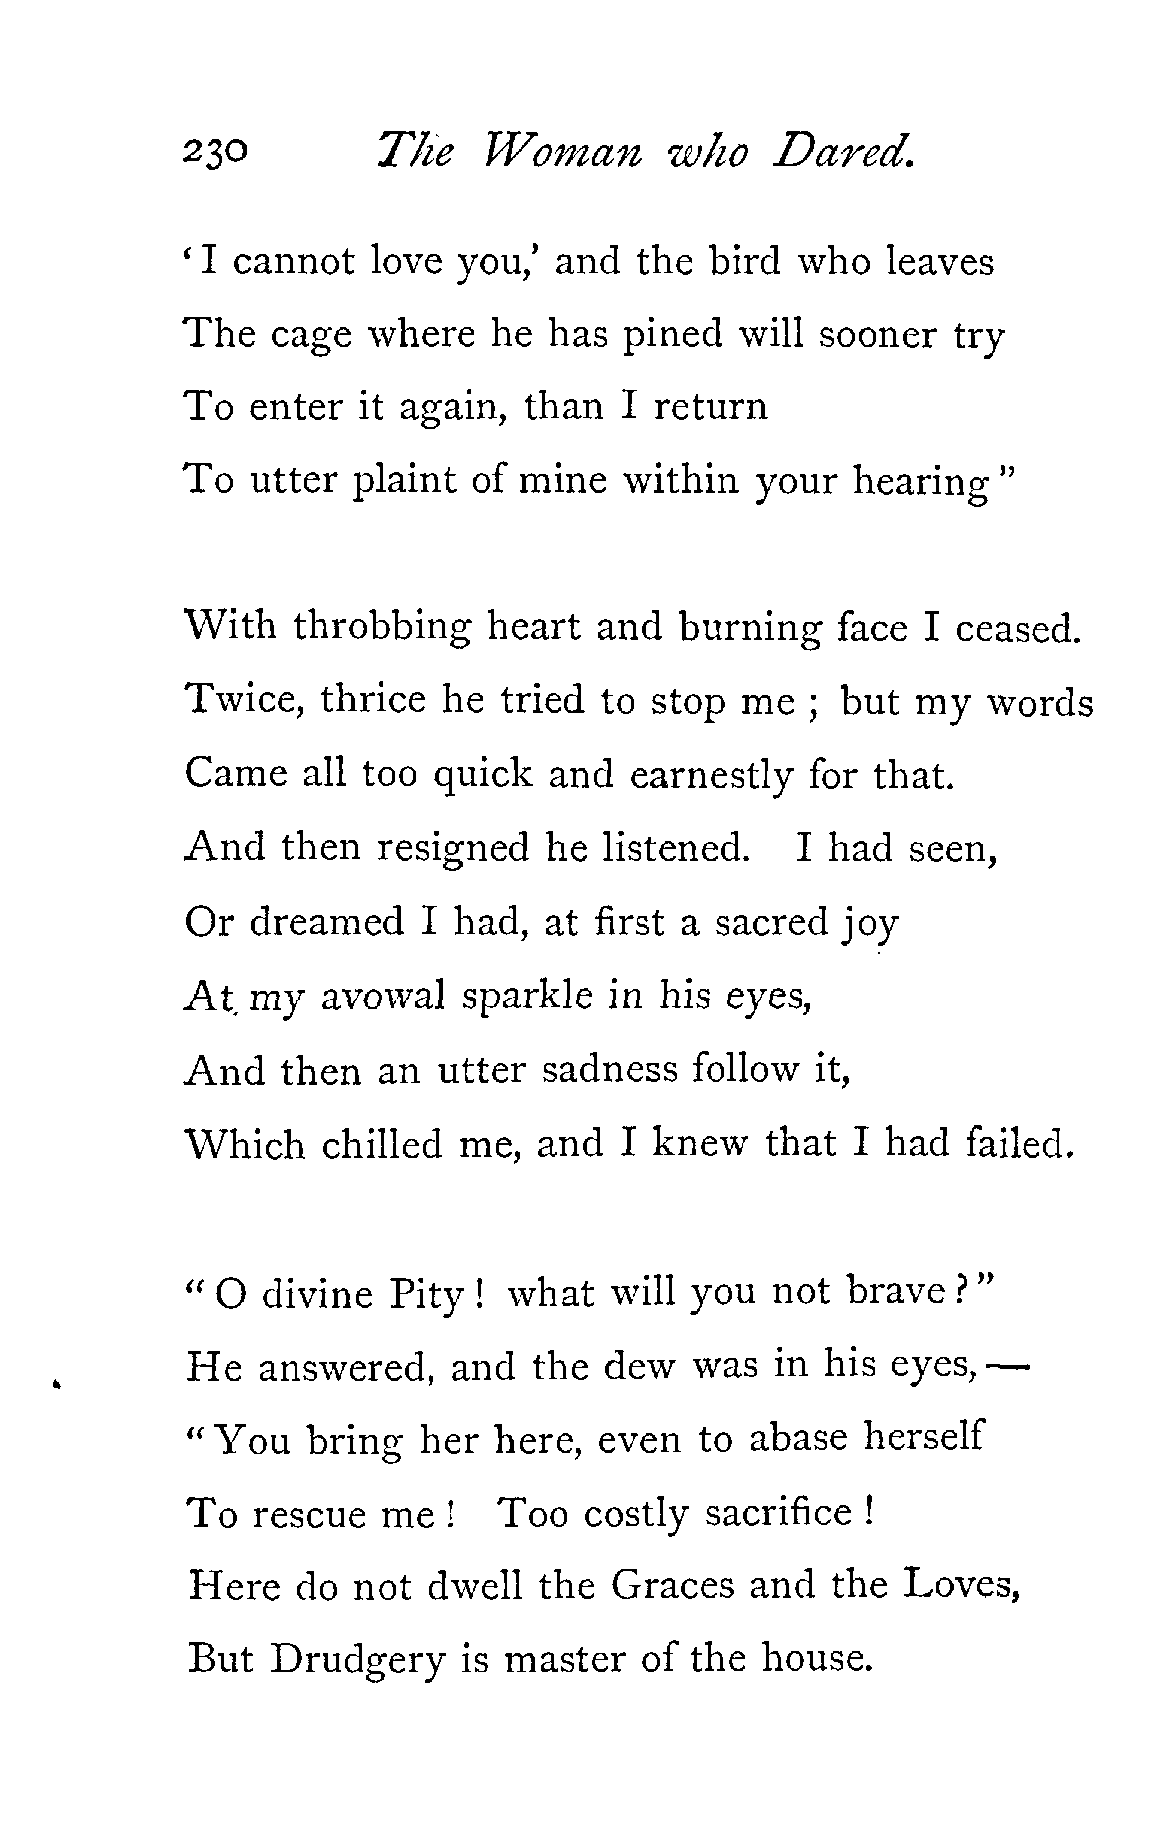 230 The Woman who Dared.
‘I cannot love you,’ and the bird who leaves
The cage where he has pined will sooner try
To enter it again, than I return
To utter plaint of mine within your hearing”
With throbbing heart and burning face I ceased.
Twice, thrice he tried to stop me ; but my words
Came all too quick and earnestly for that.
And then resigned he listened. I had seen,
Or dreamed I had, at first a sacred joy
At my avowal sparkle in his eyes,
And then an utter sadness follow it,
Which chilled me, and I knew that I had failed.
“O divine Pity ! what will you not brave ?”
He answered, and the dew was in his eyes,—
“You bring her here, even to abase herself
To rescue me ! Too costly sacrifice !
Here do not dwell the Graces and the Loves,
But Drudgery is master of the house.